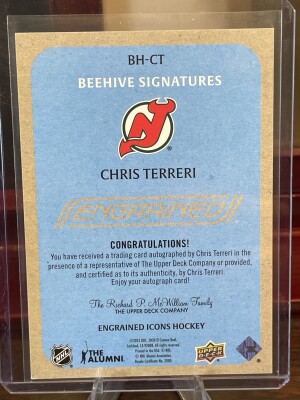 BH-CT
BEEHIVE SIGNATURES
CHRIS TERRERI
ENGRAINED
CONGRATULATIONS!
You have received a trading card autographed by Chris Terreri in the
presence of a representative of The Upper Deck Company or provided,
and certified as to its authenticity, by Chris Terreri.
Enjoy your autograph card!
The Richard P. McWilliam Family
THE UPPER DECK COMPANY
ENGRAINED ICONS HOCKEY
NHL
THE
ALUMNI
UPPER
DECK